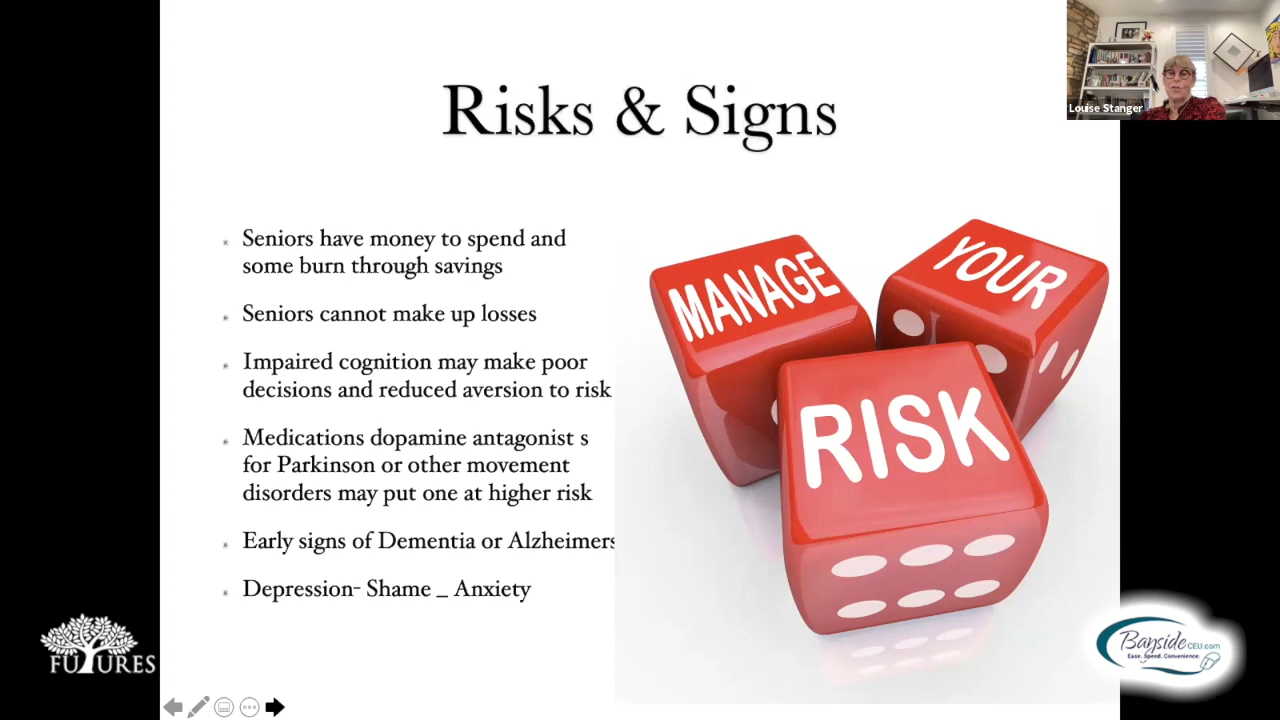 Risks & Signs
Louise Stanger
Seniors have money to spend and
some burn through savings
Seniors cannot make up losses
Impaired cognition may make poor
decisions and reduced aversion to risk
Medications dopamine antagonist s
for Parkinson or other movement
disorders may put one at higher risk
Early signs of Dementia or Alzheimers
Depression- Shame _ Anxiety
MANAGE
YOUR
RISK
FUTURES
BaysideCEU.com
Ease. Speed. Convenience.